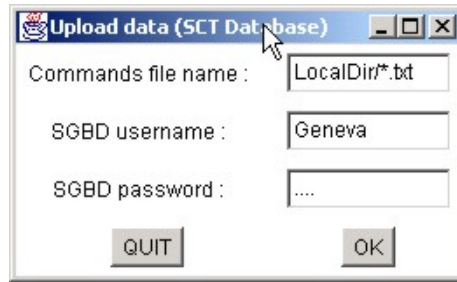 Upload data (SCT Database)
Commands file name : LocalDir/*.txt
SGBD username : Geneva
SGBD password : ....
QUIT OK